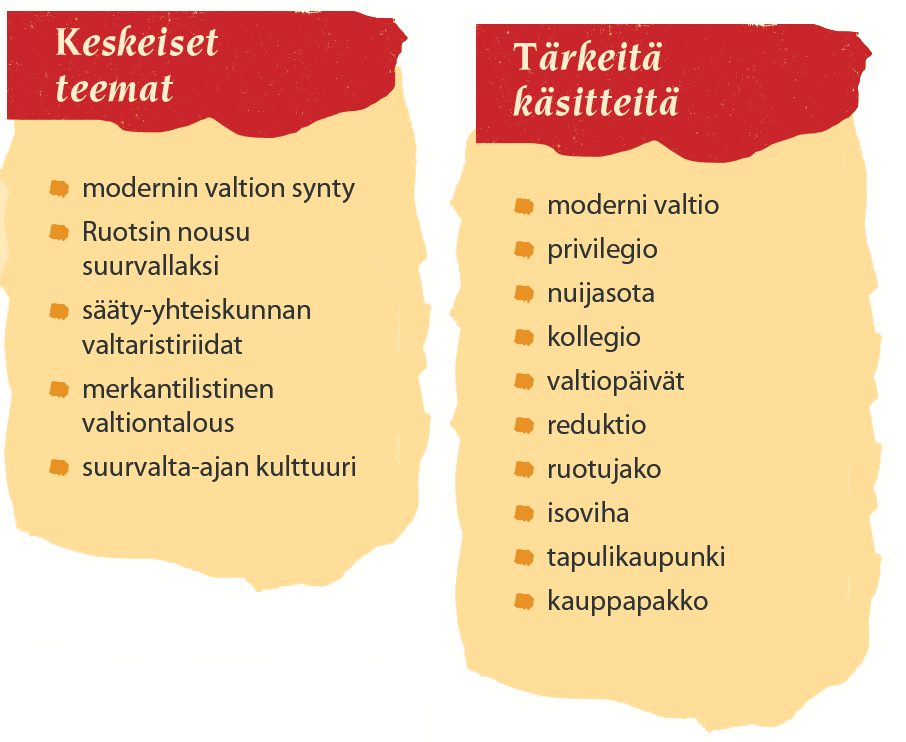 Keskeiset
teemat
modernin valtion synty
Ruotsin nousu
suurvallaksi
sääty-yhteiskunnan
valtaristiriidat
merkantilistinen
valtiontalous
suurvalta-ajan kulttuuri
Tärkeitä
käsitteitä
moderni valtio
privilegio
nuijasota
kollegio
valtiopäivät
reduktio
ruotujako
isoviha
tapulikaupunki
kauppapakko